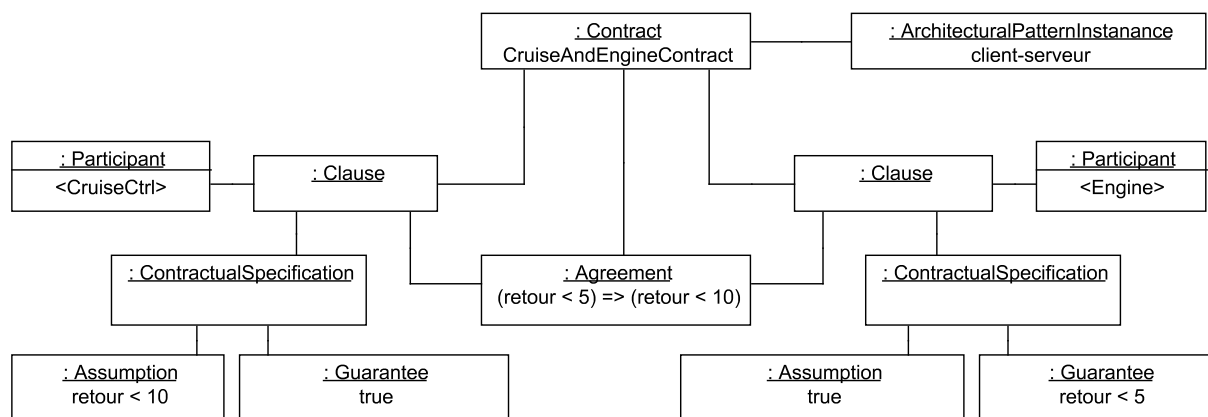 : Contract
CruiseAndEngineContract
: ArchitecturalPatternInstanance
client-serveur
: Participant
<CruiseCtrl>
: Clause
: Clause
: Participant
<Engine>
: ContractualSpecification
: Agreement
(retour < 5) => (retour < 10)
: ContractualSpecification
: Assumption
retour < 10
: Guarantee
true
: Assumption
true
: Guarantee
retour < 5